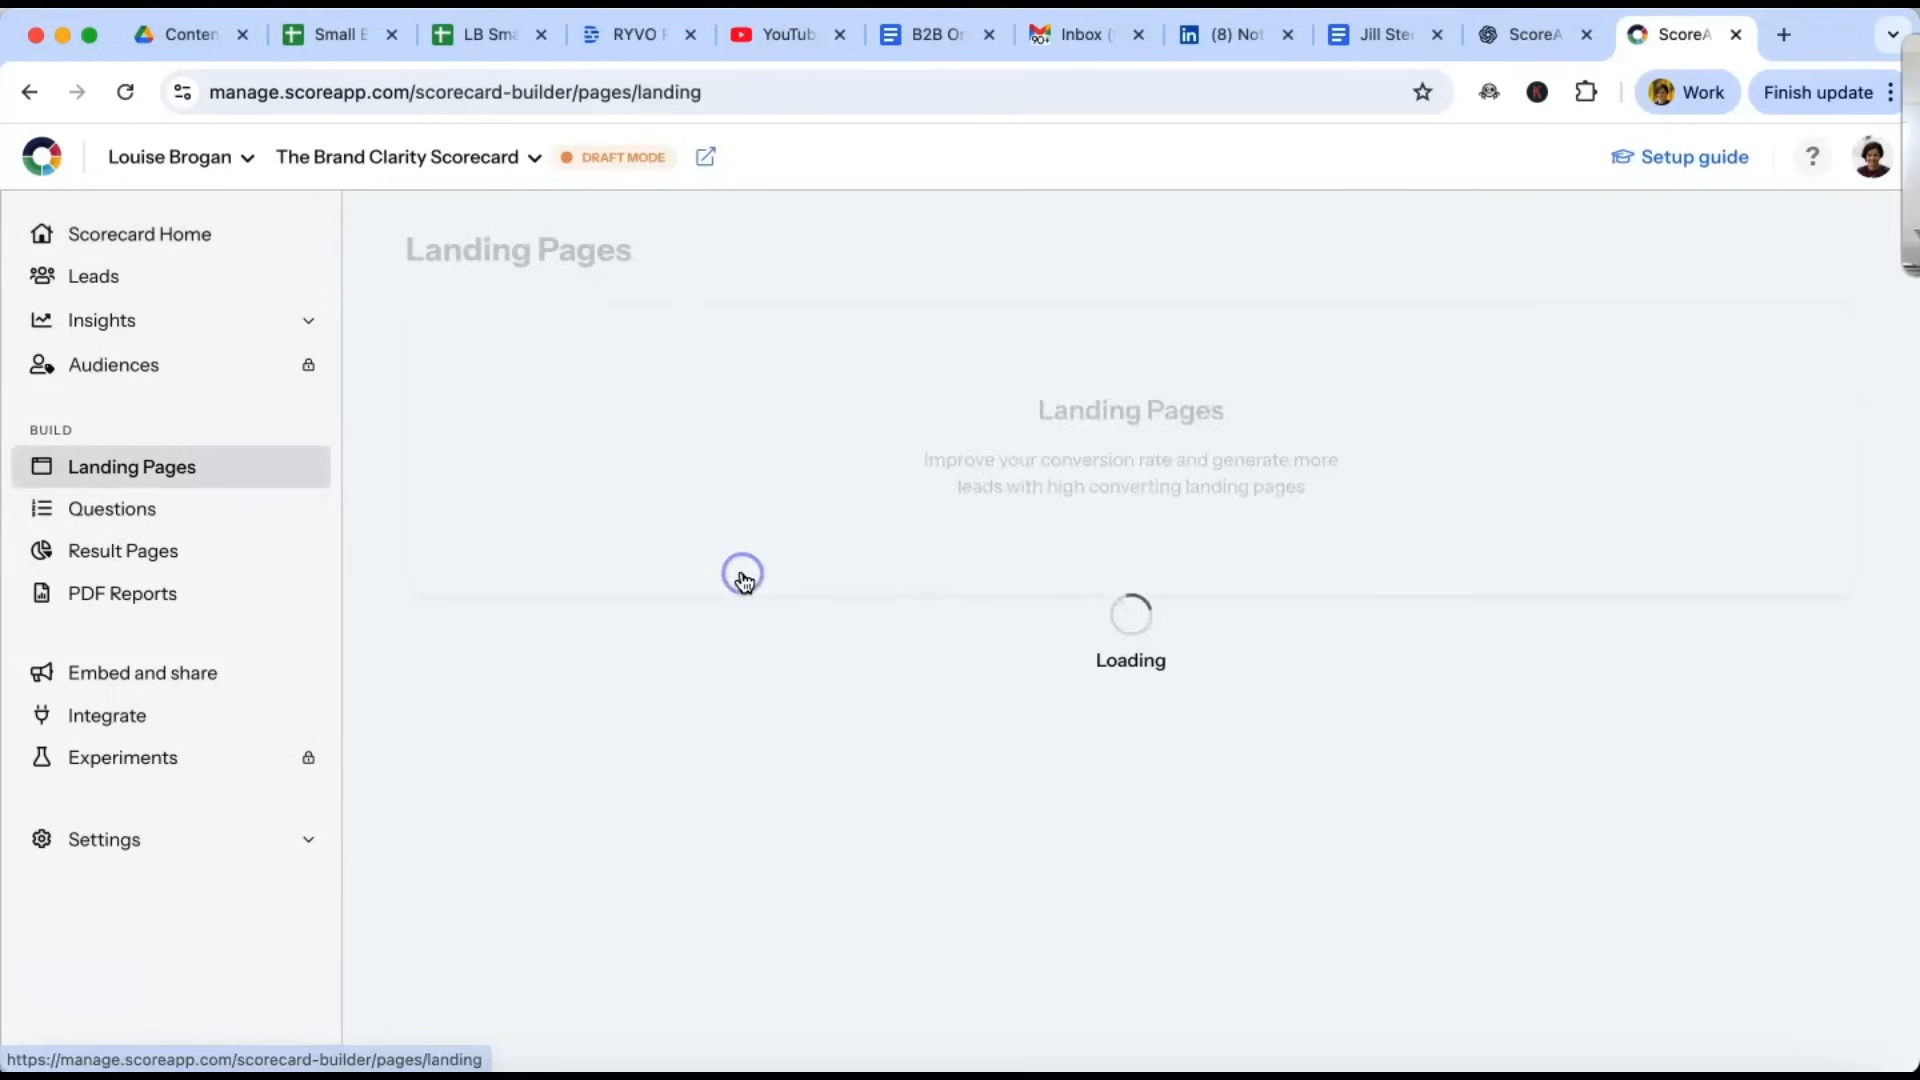 Conten
Small E
LB Sma
RYVO
YouTub
B2B Or
Inbox (
(8) Not
Jill Ste
ScoreA
ScoreA
manage.scoreapp.com/scorecard-builder/pages/landing
Work
Finish update
Louise Brogan
The Brand Clarity Scorecard
DRAFT MODE
Setup guide
?
Scorecard Home
Leads
Insights
Audiences
BUILD
Landing Pages
Questions
Result Pages
PDF Reports
Embed and share
Integrate
Experiments
Settings
Landing Pages
Landing Pages
Improve your conversion rate and generate more
leads with high converting landing pages
Loading
https://manage.scoreapp.com/scorecard-builder/pages/landing